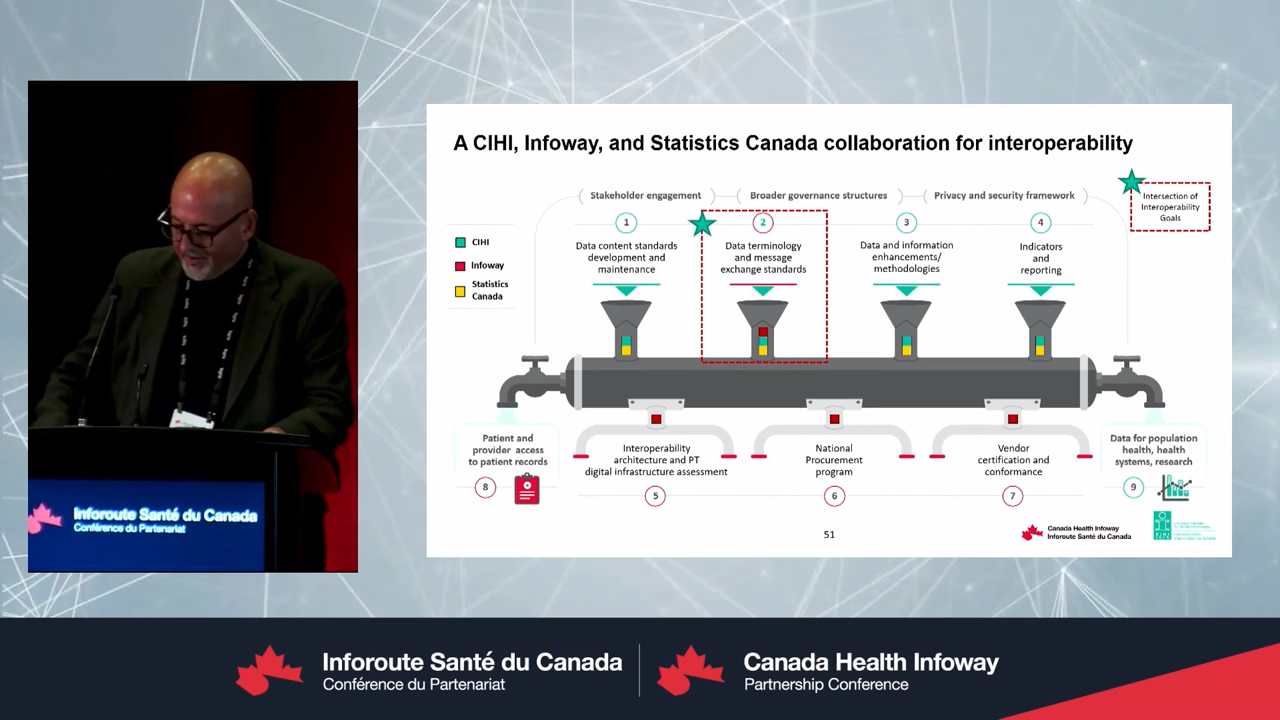 A CIHI, Infoway, and Statistics Canada collaboration for interoperability
Stakeholder engagement
Broader governance structures
Privacy and security framework
Intersection of
Interoperability
Goals
CIHI
Infoway
Statistics
Canada
1
Data content standards
development and
maintenance
2
Data terminology
and message
exchange standards
3
Data and information
enhancements/
methodologies
4
Indicators
and
reporting
Patient and
provider access
to patient records
8
Interoperability
architecture and PT
digital infrastructure assessment
5
National
Procurement
program
6
Vendor
certification and
conformance
7
Data for population
health, health
systems, research
9
51
Canada Health Infoway
Inforoute Santé du Canada
Inforoute Santé du Canada
Conférence du Partenariat
Inforoute Santé du Canada
Conférence du Partenariat
Canada Health Infoway
Partnership Conference